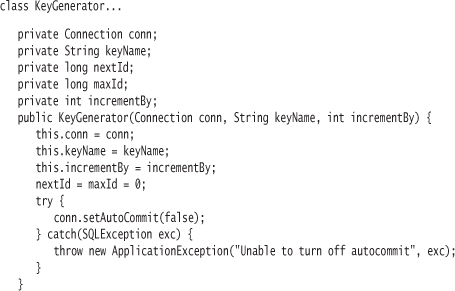 class KeyGenerator...
private Connection conn;
private String keyName;
private long nextId;
private long maxId;
private int incrementBy;
public KeyGenerator(Connection conn, String keyName, int incrementBy) {
this.conn = conn;
this.keyName = keyName;
this.incrementBy = incrementBy;
nextId = maxId = 0;
try {
conn.setAutoCommit(false);
} catch(SQLException exc) {
throw new ApplicationException("Unable to turn off autocommit", exc);
}
}